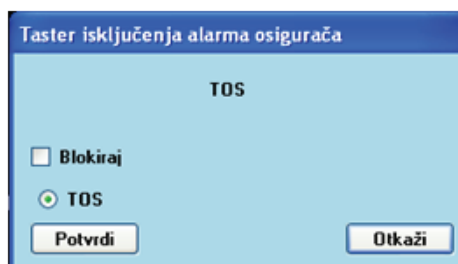 Taster isključenja alarma osigurača
TOS
Blokiraj
TOS
Potvrdi Otkaži